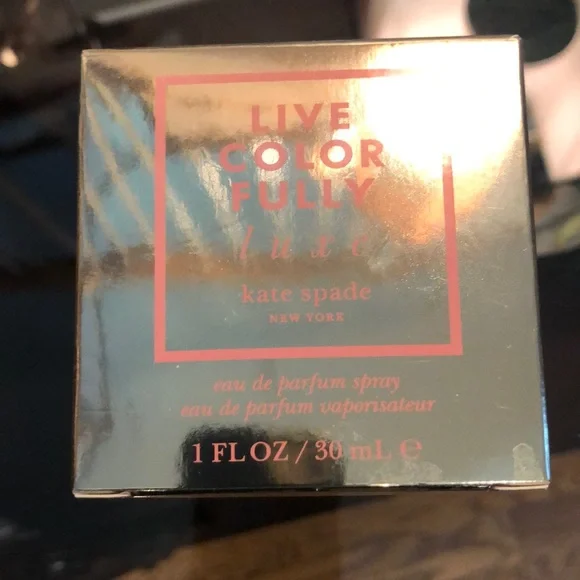 LIVE
COLOR
FULLY
luxe
kate spade
NEW YORK
eau de parfum spray
eau de parfum vaporisateur
1 FL OZ / 30 mL ℮